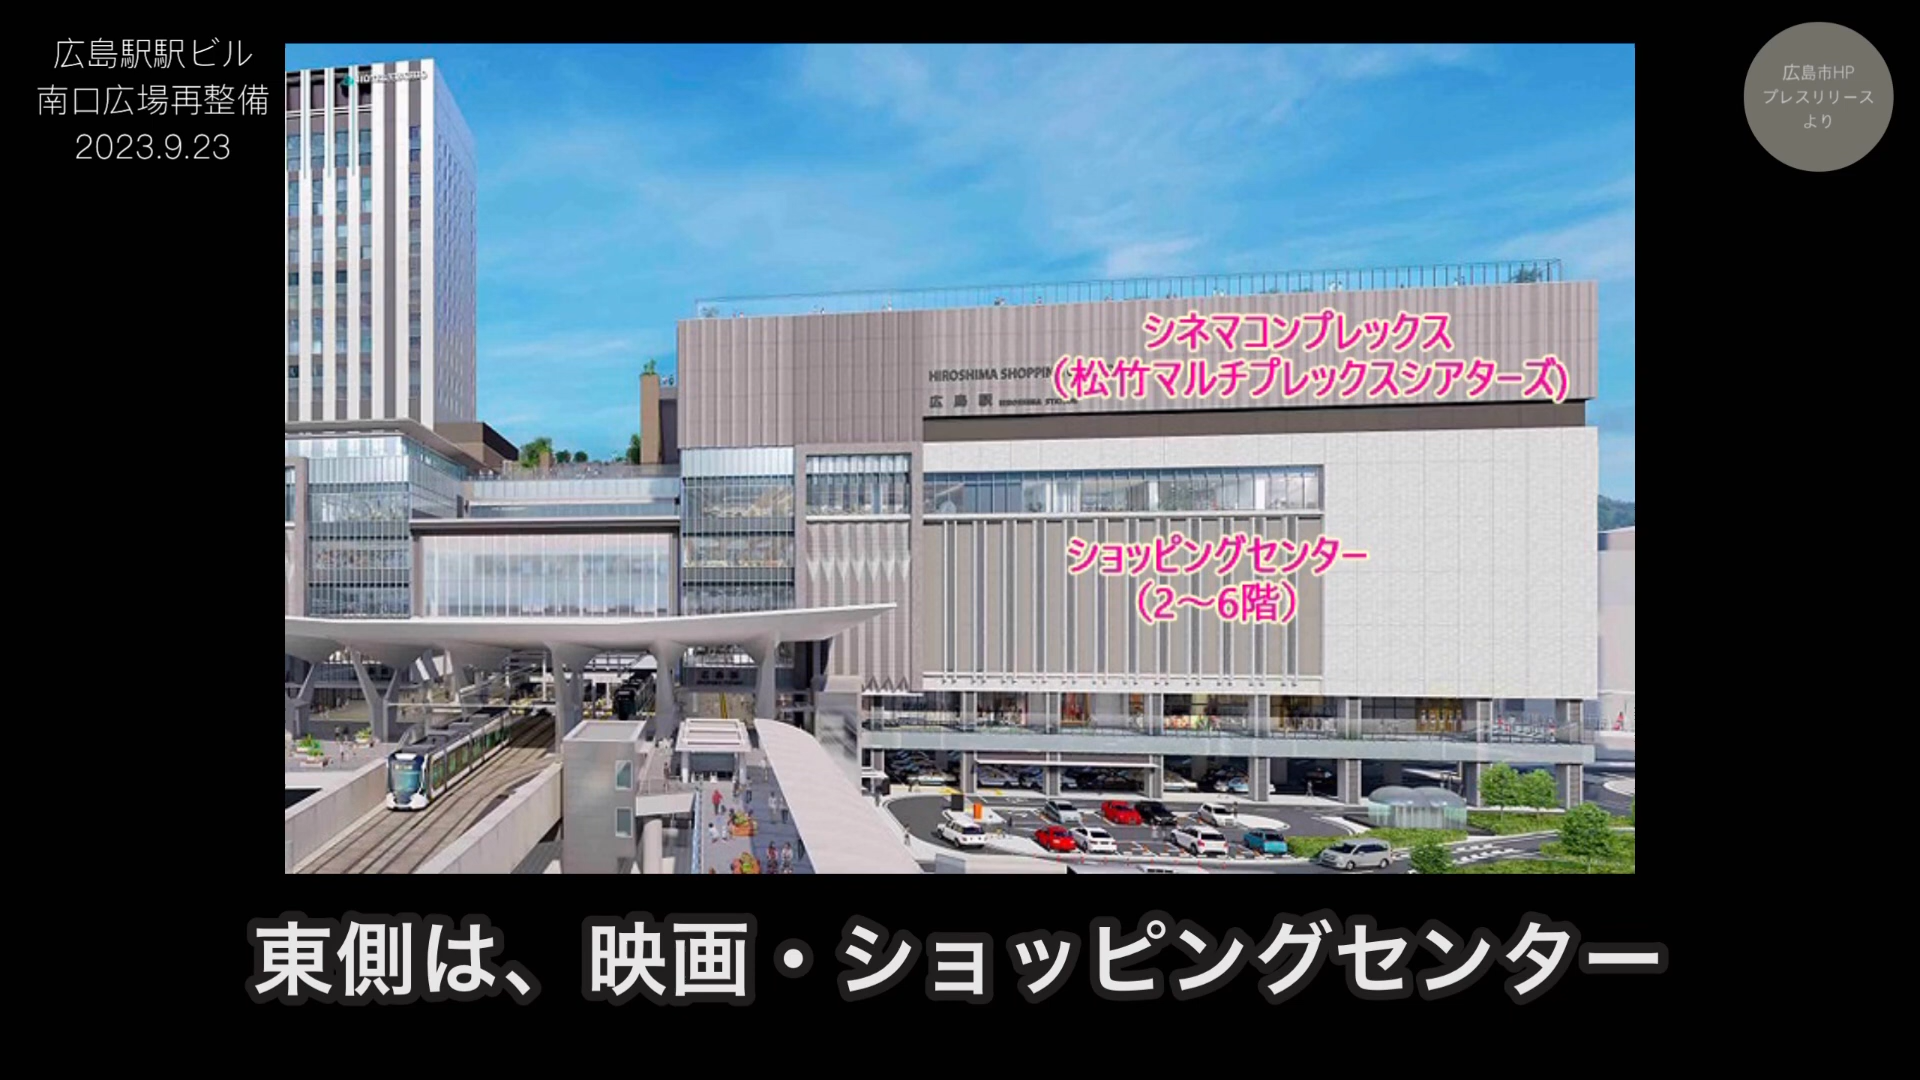 広島駅駅ビル
南口広場再整備
2023.9.23
広島市HP
プレスリリース
より
シネマコンプレックス
(松竹マルチプレックスシアターズ)
HIROSHIMA SHOPPIN
広島駅 HIROSHIMA STATION
ショッピングセンター
(2〜6階)
東側は、映画・ショッピングセンター